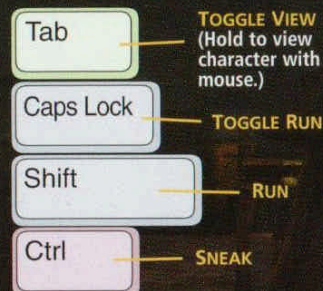 Tab
TOGGLE VIEW
(Hold to view
character with
mouse.)
Caps Lock
TOGGLE RUN
Shift
RUN
Ctrl
SNEAK